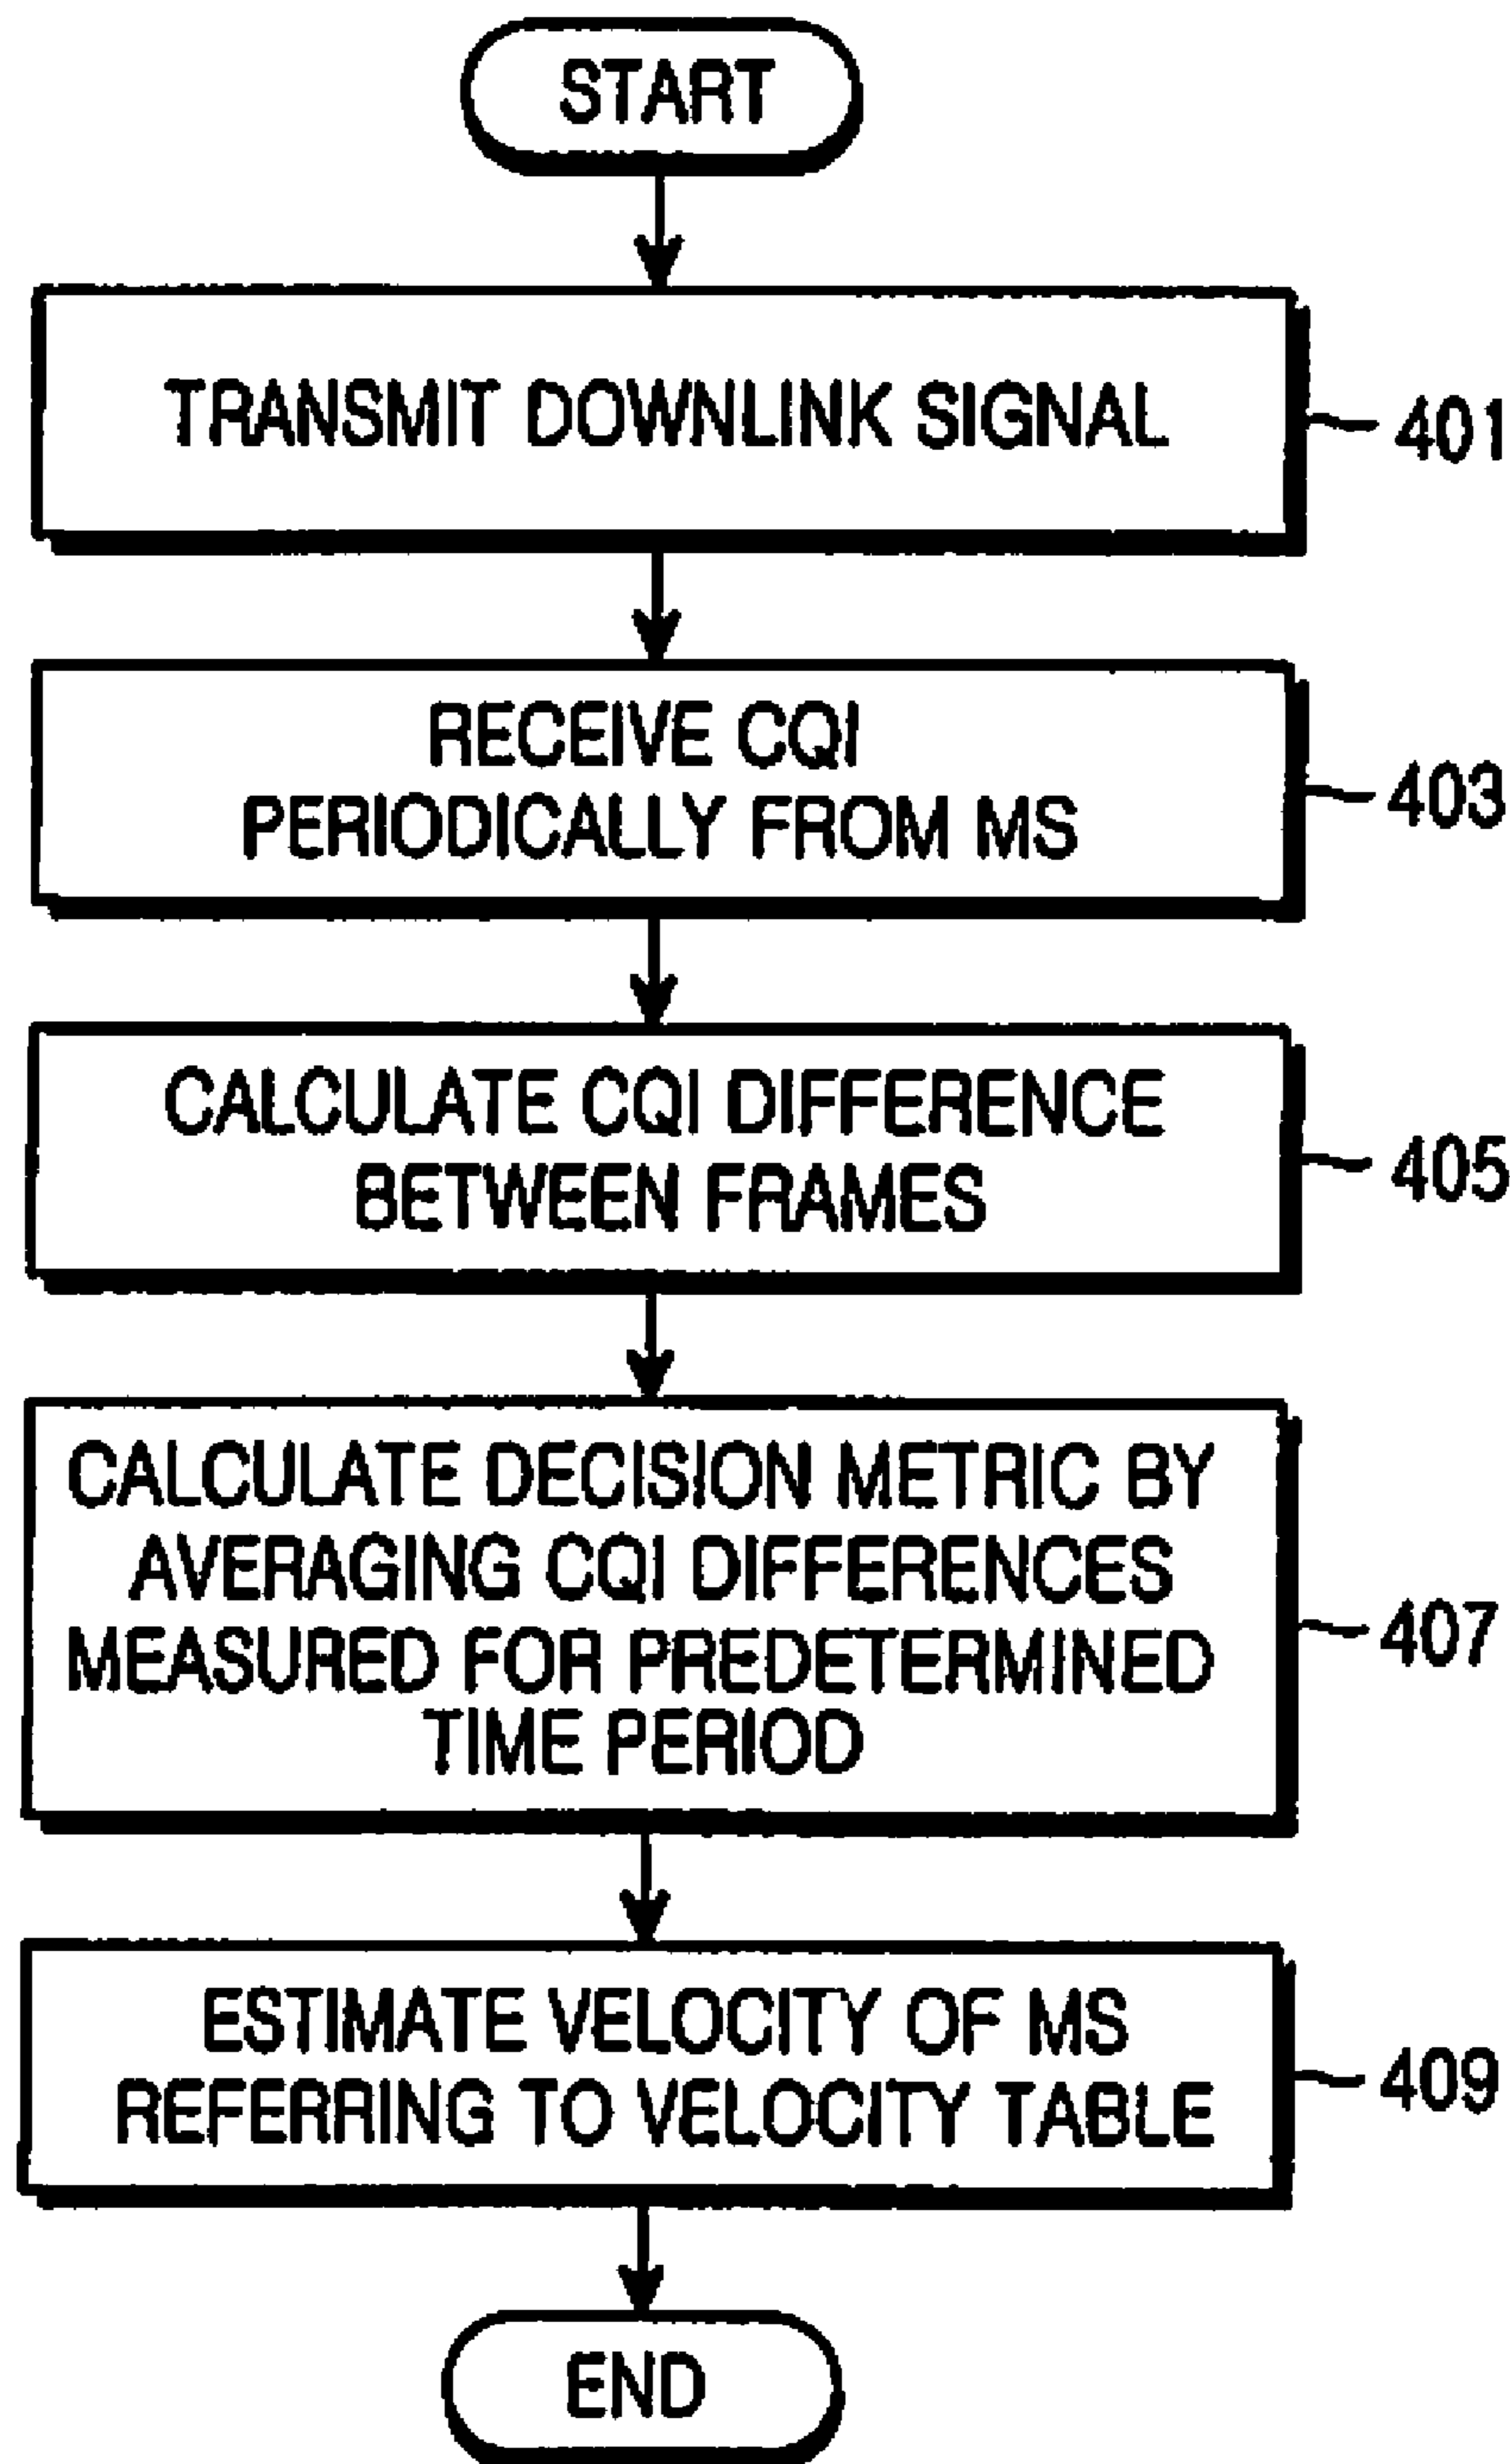 START
TRANSMIT DOWNLINK SIGNAL
401
RECEIVE CQI
PERIODICALLY FROM MS
403
CALCULATE CQI DIFFERENCE
BETWEEN FRAMES
405
CALCULATE DECISION METRIC BY
AVERAGING CQI DIFFERENCES
MEASURED FOR PREDETERMINED
TIME PERIOD
407
ESTIMATE VELOCITY OF MS
REFERRING TO VELOCITY TABLE
409
END